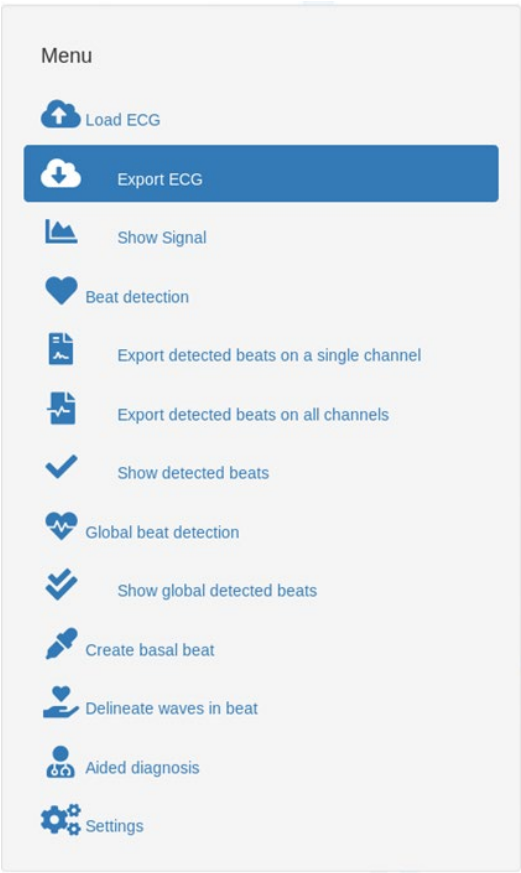 Menu
Load ECG
Export ECG
Show Signal
Beat detection
Export detected beats on a single channel
Export detected beats on all channels
Show detected beats
Global beat detection
Show global detected beats
Create basal beat
Delineate waves in beat
Aided diagnosis
Settings